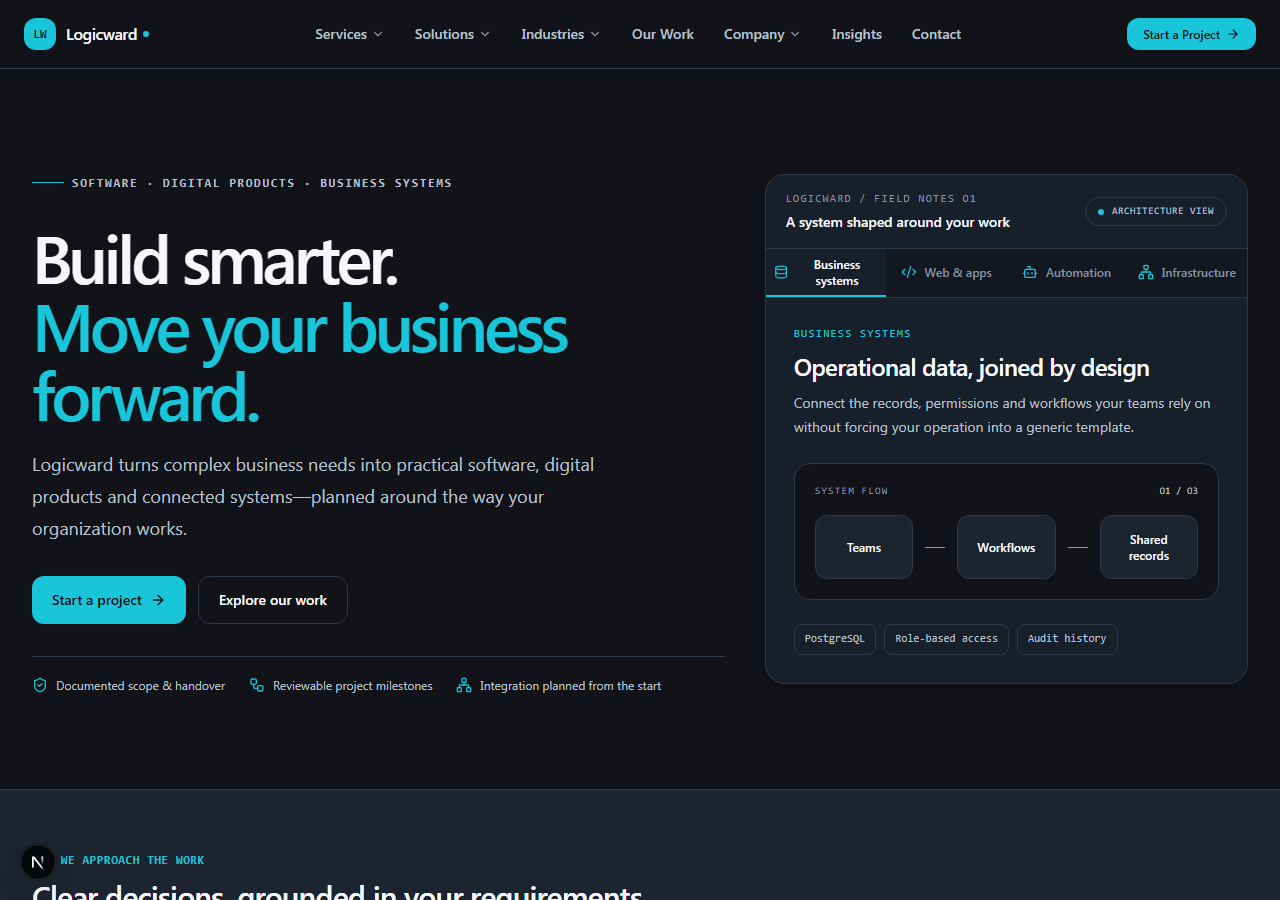 LW Logicward
Services Solutions Industries Our Work Company Insights Contact
Start a Project
SOFTWARE · DIGITAL PRODUCTS · BUSINESS SYSTEMS
Build smarter.
Move your business
forward.
Logicward turns complex business needs into practical software, digital
products and connected systems—planned around the way your
organization works.
Start a project
Explore our work
Documented scope & handover
Reviewable project milestones
Integration planned from the start
LOGICWARD / FIELD NOTES 01
A system shaped around your work
ARCHITECTURE VIEW
Business
systems
Web & apps
Automation
Infrastructure
BUSINESS SYSTEMS
Operational data, joined by design
Connect the records, permissions and workflows your teams rely on
without forcing your operation into a generic template.
SYSTEM FLOW
01 / 03
Teams
Workflows
Shared
records
PostgreSQL
Role-based access
Audit history
N
WE APPROACH THE WORK
Clear decisions, grounded in your requirements